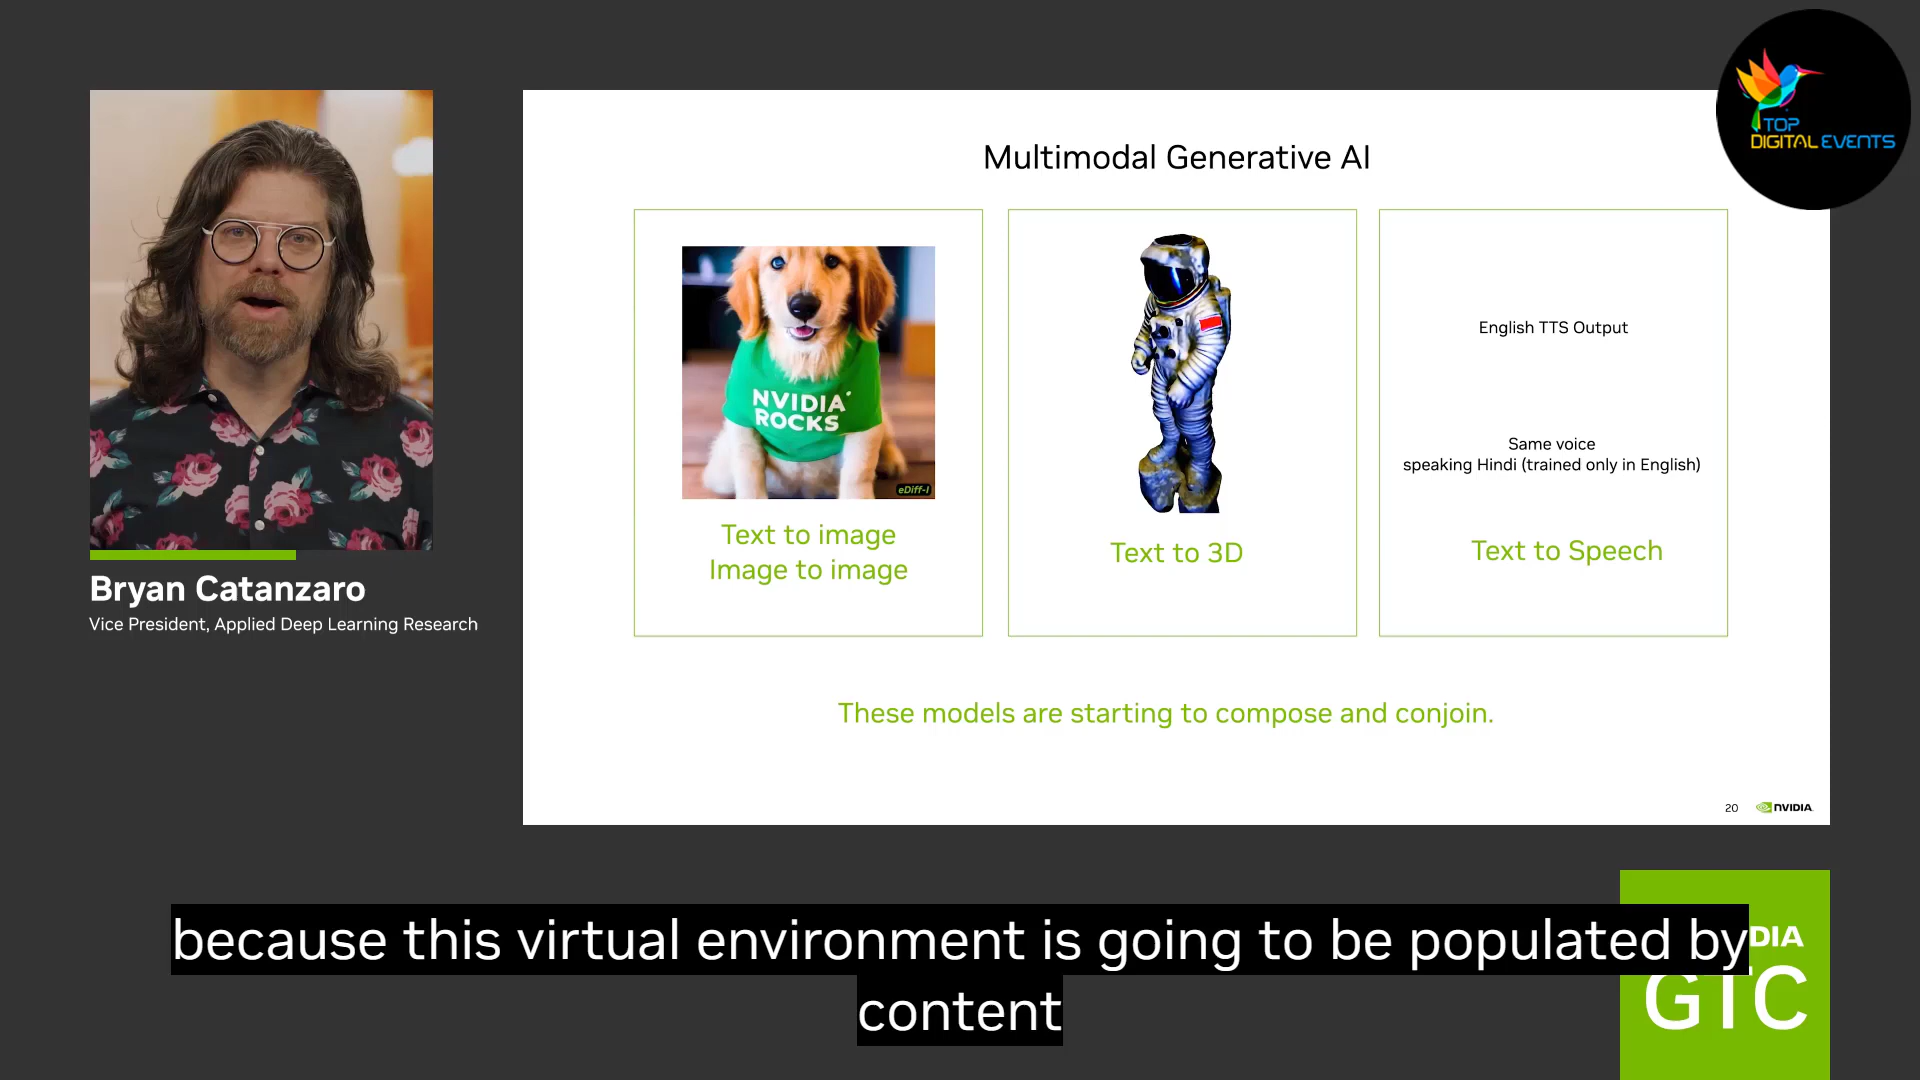 TOP
DIGITAL EVENTS
Multimodal Generative AI
NVIDIA
ROCKS
eDiff-I
Text to image
Image to image
Text to 3D
English TTS Output
Same voice
speaking Hindi (trained only in English)
Text to Speech
These models are starting to compose and conjoin.
20 NVIDIA
Bryan Catanzaro
Vice President, Applied Deep Learning Research
because this virtual environment is going to be populated by
content
DIA
GTC